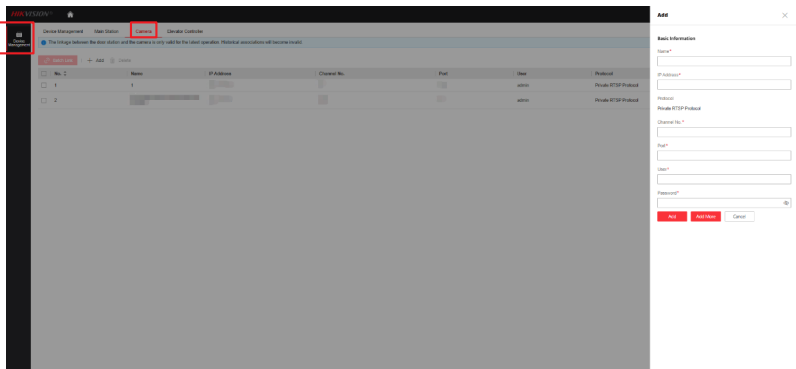 HIKVISION
Device Management
Device Management Main Station Camera Elevator Controller
The linkage between the door station and the camera is only valid for the latest operation. Historical associations will become invalid
+ Add Delete
No. Name IP Address Channel No. Port User Protocol
1 1 admin Private RTSP Protocol
2 admin Private RTSP Protocol
Add
Basic Information
Name*
IP Address*
Protocol
Private RTSP Protocol
Channel No. *
Port*
User*
Password*
Add Add More Cancel